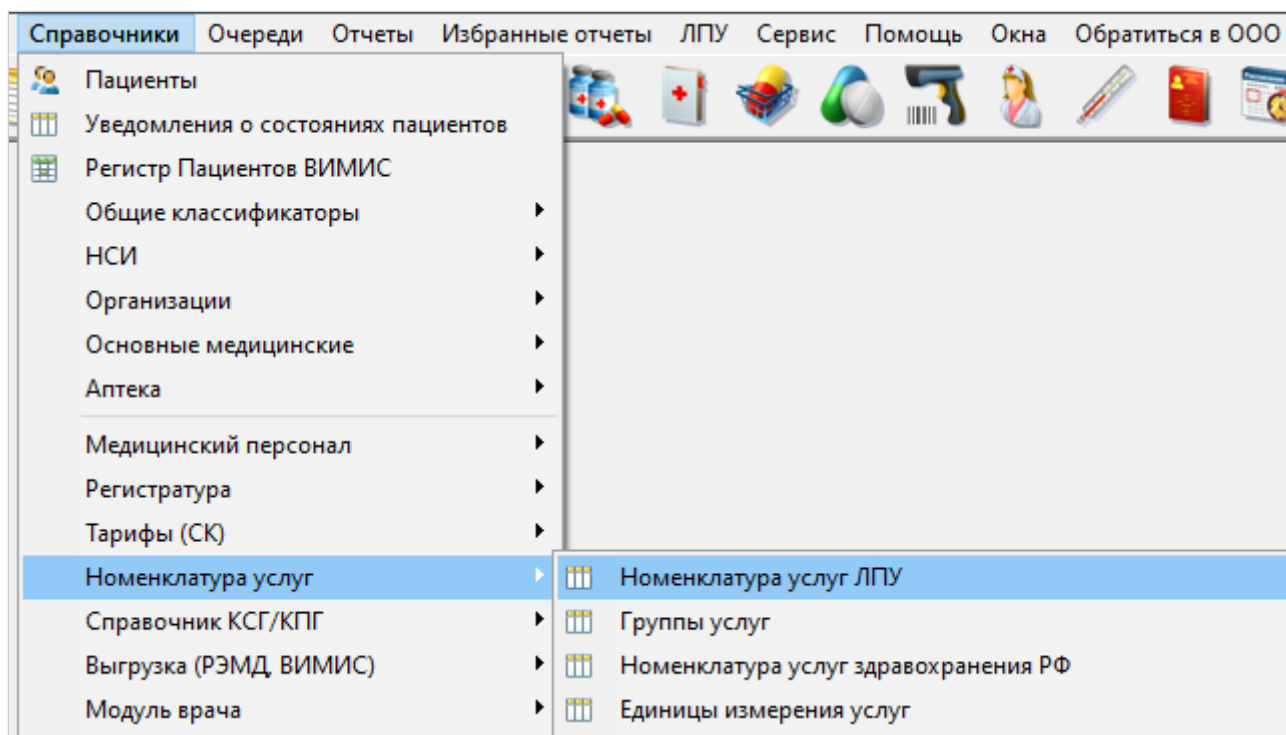 Справочники Очереди Отчеты Избранные отчеты ЛПУ Сервис Помощь Окна Обратиться в ООО
Пациенты
Уведомления о состояниях пациентов
Регистр Пациентов ВИМИС
Общие классификаторы
НСИ
Организации
Основные медицинские
Аптека
Медицинский персонал
Регистратура
Тарифы (СК)
Номенклатура услуг
Номенклатура услуг ЛПУ
Справочник КСГ/КПГ
Группы услуг
Выгрузка (РЭМД, ВИМИС)
Номенклатура услуг здравохранения РФ
Модуль врача
Единицы измерения услуг